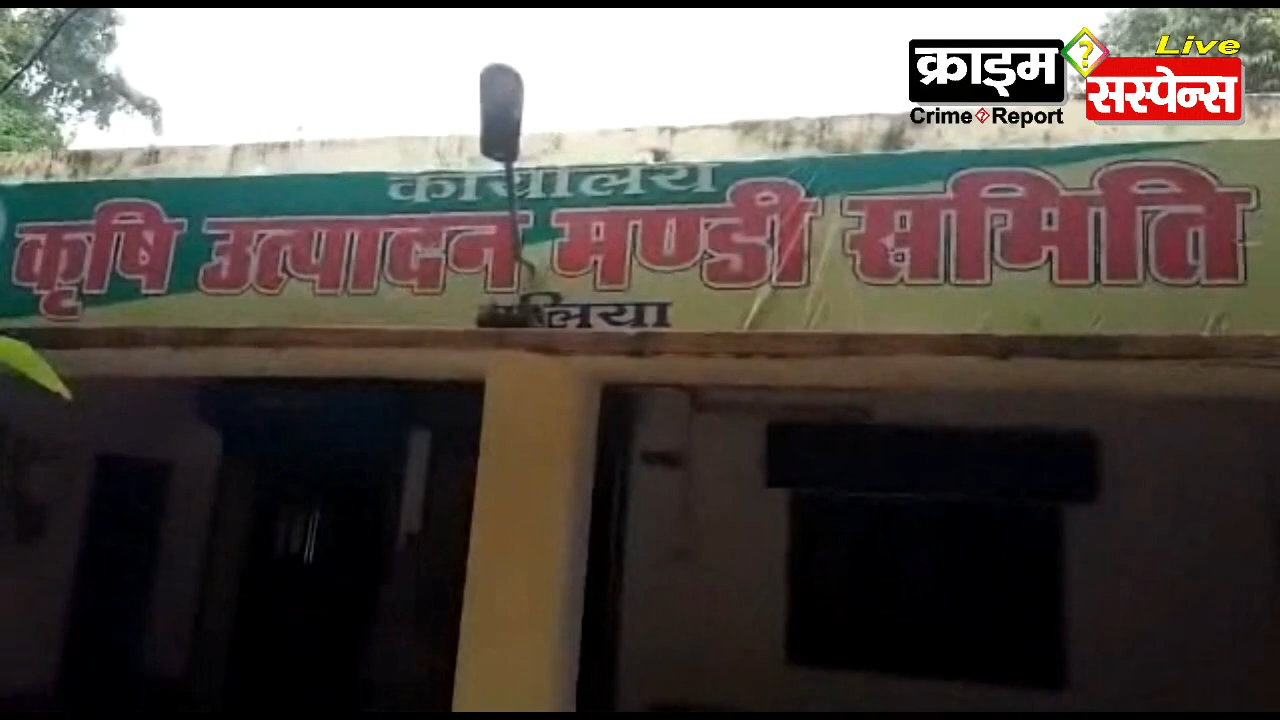 Live
क्राइम ?
सस्पेन्स
Crime ? Report
कार्यालय
कृषि उत्पादन मण्डी समिति